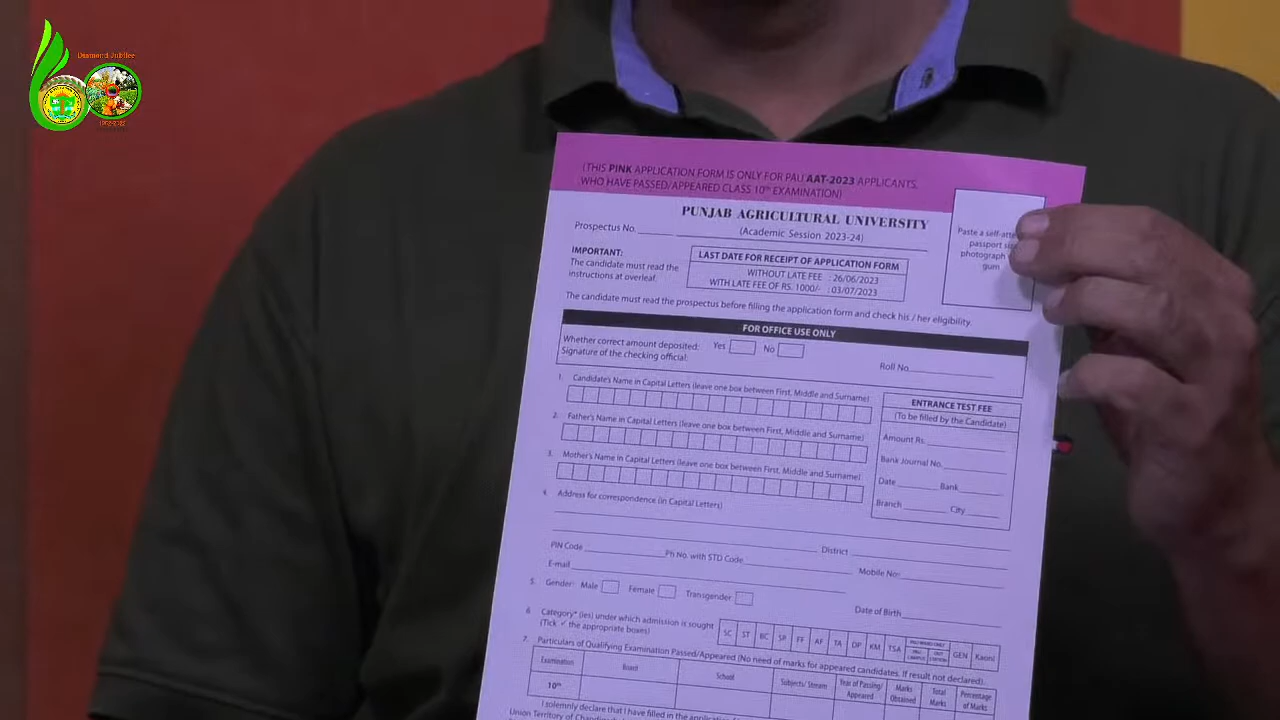 Diamond Jubilee
(THIS PINK APPLICATION FORM IS ONLY FOR PAU AAT-2023 APPLICANTS,
WHO HAVE PASSED/APPEARED CLASS 10th EXAMINATION)
PUNJAB AGRICULTURAL UNIVERSITY
Prospectus No.
(Academic Session 2023-24)
Paste a self-atte
passport si
photograph
gum
IMPORTANT:
The candidate must read the
instructions at overleaf.
LAST DATE FOR RECEIPT OF APPLICATION FORM
WITHOUT LATE FEE : 26/06/2023
WITH LATE FEE OF RS. 1000/- : 03/07/2023
The candidate must read the prospectus before filling the application form and check his / her eligibility.
FOR OFFICE USE ONLY
Whether correct amount deposited: Yes No
Signature of the checking official:
Roll No.
1. Candidate's Name in Capital Letters (leave one box between First, Middle and Surname)
2. Father's Name in Capital Letters (leave one box between First, Middle and Surname)
3. Mother's Name in Capital Letters (leave one box between First, Middle and Surname)
ENTRANCE TEST FEE
(To be filled by the Candidate)
Amount Rs.
Bank Journal No.
Date Bank
Branch City
4. Address for correspondence (in Capital Letters)
District
PIN Code Ph No. with STD Code Mobile No.
E-mail
5. Gender: Male Female Transgender Date of Birth
6. Category* (ies) under which admission is sought
(Tick ✓ the appropriate boxes)
SC ST BC SP FF AF TA DP KM TSA GEN Kaomi
7. Particulars of Qualifying Examination Passed/Appeared (No need of marks for appeared candidates, if result not declared).
Examination Board School Subjects/ Stream Year of Passing/ Appeared Marks Obtained Total Marks Percentage of Marks
10th
I solemnly declare that I have filled in the applicati
Union Territory of Chandig